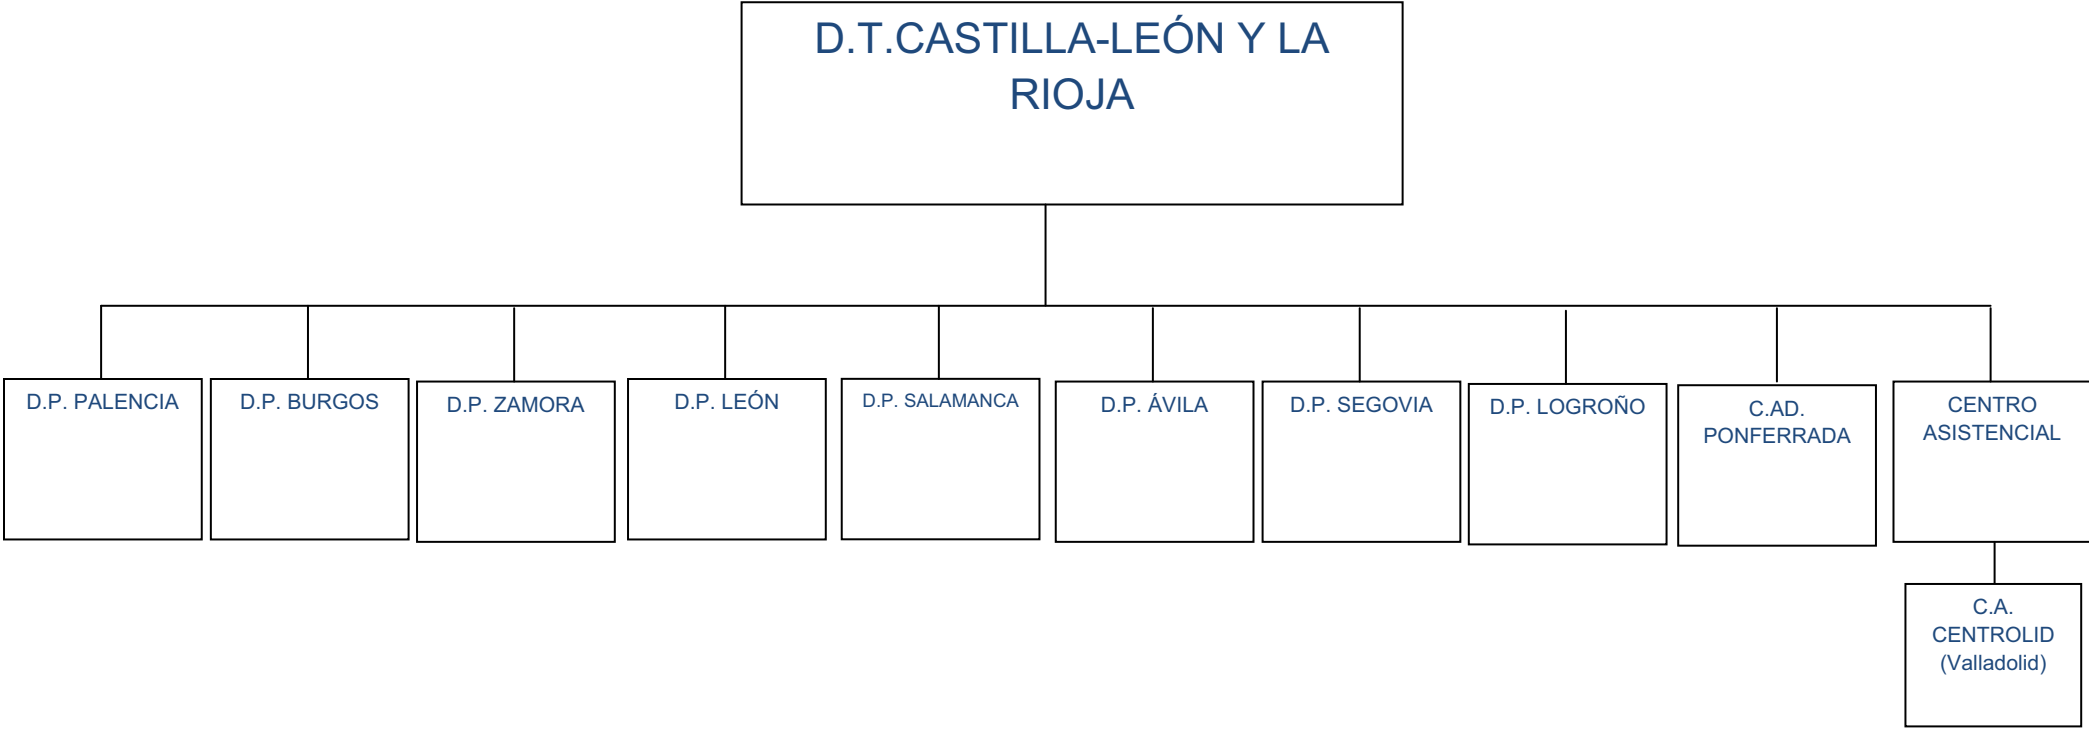 D.T.CASTILLA-LEÓN Y LA
RIOJA
D.P. PALENCIA
D.P. BURGOS
D.P. ZAMORA
D.P. LEÓN
D.P. SALAMANCA
D.P. ÁVILA
D.P. SEGOVIA
D.P. LOGROÑO
C.AD.
PONFERRADA
CENTRO
ASISTENCIAL
C.A.
CENTROLID
(Valladolid)